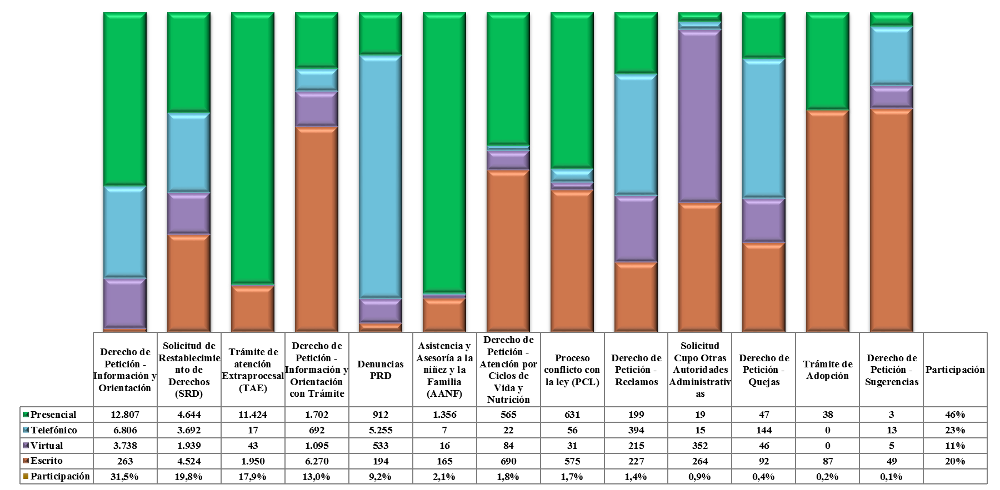 Derecho de
Petición -
Información y
Orientación
Solicitud de
Restablecimie
nto de
Derechos
(SRD)
Trámite de
atención
Extraprocesal
(TAE)
Derecho de
Petición -
Información y
Orientación
con Trámite
Denuncias
PRD
Asistencia y
Asesoría a la
niñez y la
Familia
(AANF)
Derecho de
Petición -
Atención por
Ciclos de
Vida y
Nutrición
Proceso
conflicto con
la ley (PCL)
Derecho de
Petición -
Reclamos
Solicitud
Cupo Otras
Autoridades
Administrativ
as
Derecho de
Petición -
Quejas
Trámite de
Adopción
Derecho de
Petición -
Sugerencias
Participación
Presencial 12.807 4.644 11.424 1.702 912 1.356 565 631 199 19 47 38 3 46%
Telefónico 6.806 3.692 17 692 5.255 7 22 56 394 15 144 0 13 23%
Virtual 3.738 1.939 43 1.095 533 16 84 31 215 352 46 0 5 11%
Escrito 263 4.524 1.950 6.270 194 165 690 575 227 264 92 87 49 20%
Participación 31,5% 19,8% 17,9% 13,0% 9,2% 2,1% 1,8% 1,7% 1,4% 0,9% 0,4% 0,2% 0,1%